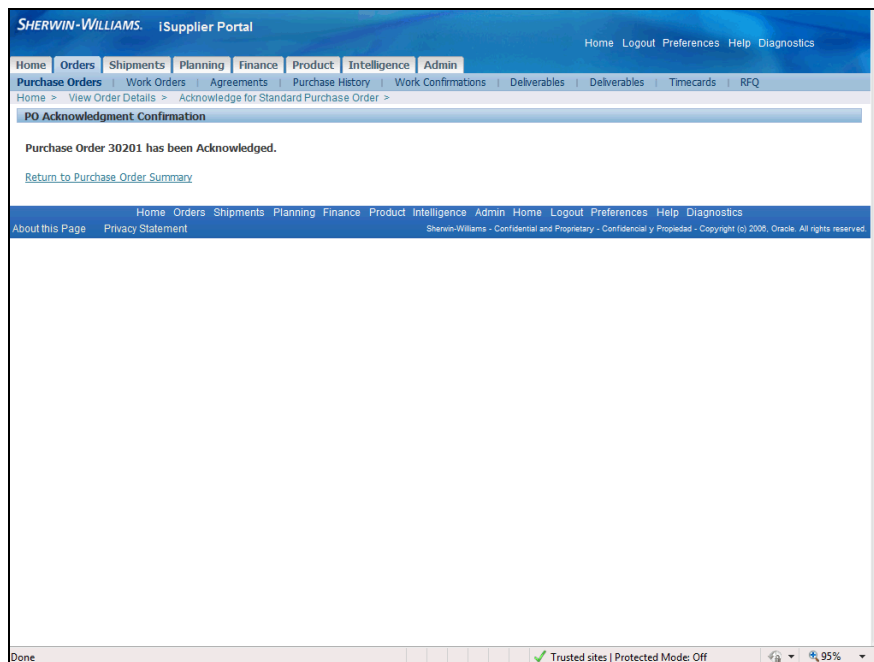 SHERWIN-WILLIAMS. iSupplier Portal
Home Logout Preferences Help Diagnostics
Home Orders Shipments Planning Finance Product Intelligence Admin
Purchase Orders | Work Orders | Agreements | Purchase History | Work Confirmations | Deliverables | Deliverables | Timecards | RFQ
Home > View Order Details > Acknowledge for Standard Purchase Order >
PO Acknowledgment Confirmation
Purchase Order 30201 has been Acknowledged.
Return to Purchase Order Summary
Home Orders Shipments Planning Finance Product Intelligence Admin Home Logout Preferences Help Diagnostics
About this Page Privacy Statement Sherwin-Williams - Confidential and Proprietary - Confidencial y Propiedad - Copyright (c) 2006, Oracle. All rights reserved.
Done Trusted sites | Protected Mode: Off 95%